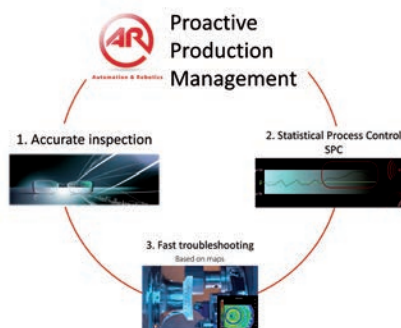 AR
Automation & Robotics
Proactive
Production
Management
1. Accurate inspection
2. Statistical Process Control
SPC
3. Fast troubleshooting
Based on maps